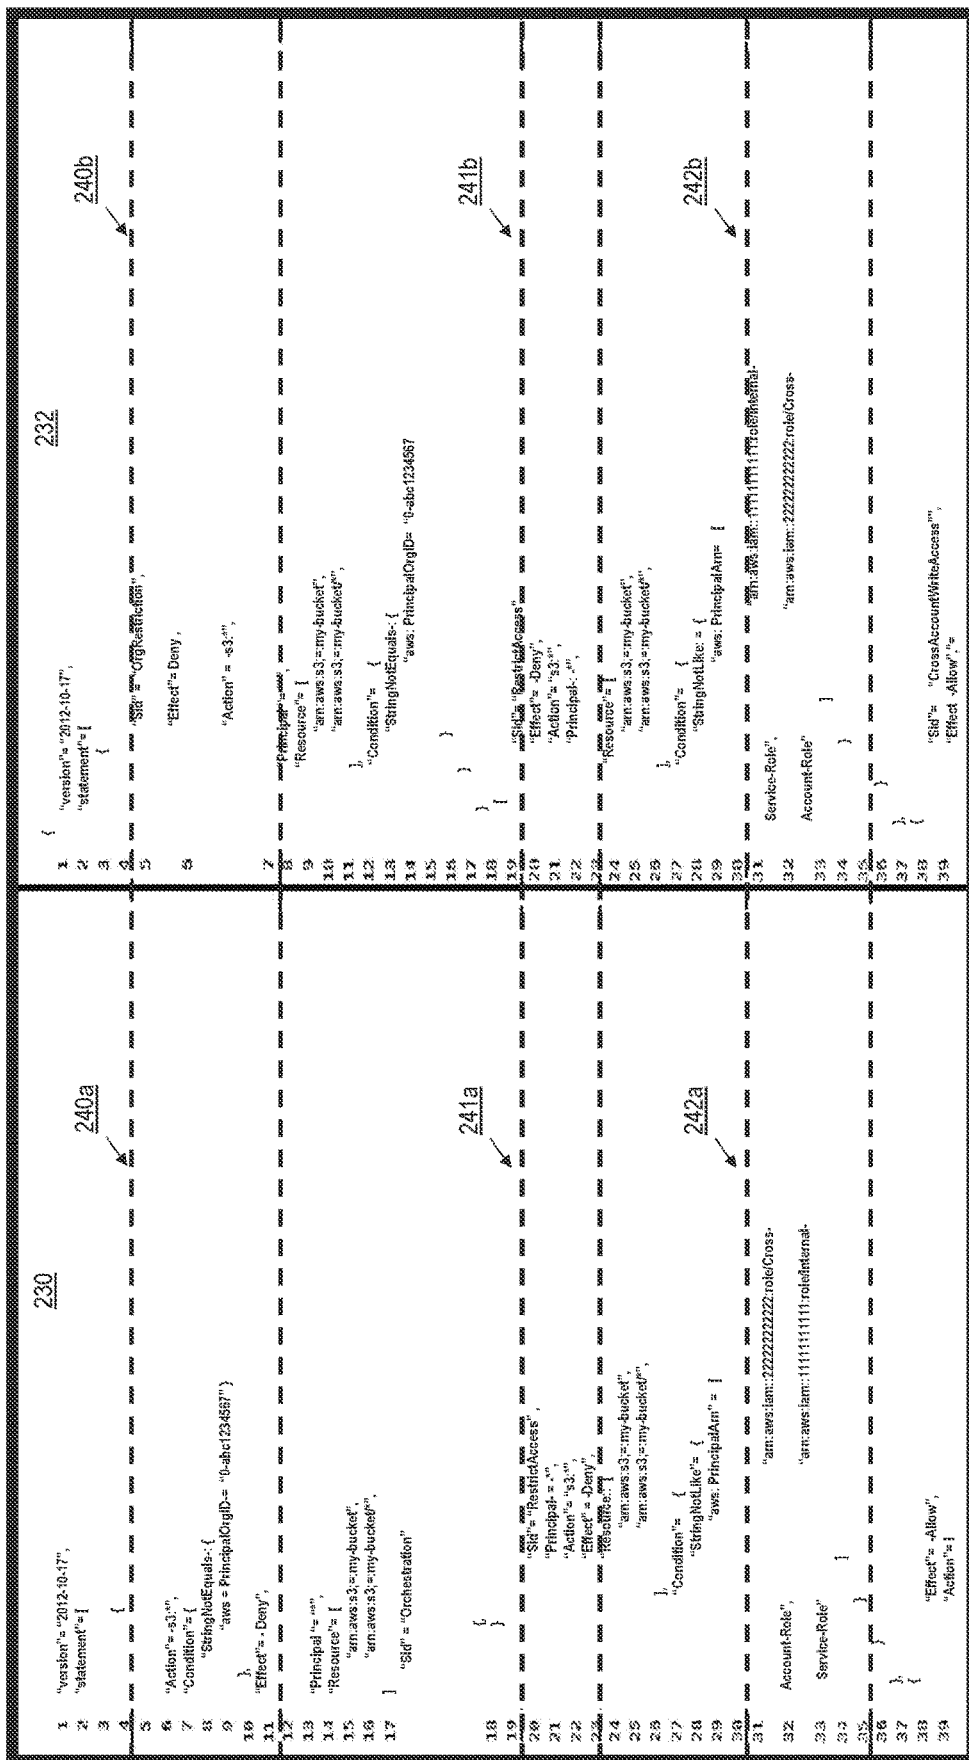 230
1 "version"= "2012-10-17",
2 "statement"= [
3 {
4
240a
5
6 "Action"= -s3:*",
7 "Condition"= {
8 "StringNotEquals-: {
9 "aws = PrincipalOrgID-= "0-abc1234567" }
10 },
11 "Effect"= - Deny",
12
13 "Principal "= "*",
14 "Resource"= [
15 "arn:aws:s3;=:my-bucket",
16 "arn:aws:s3;=:my-bucket/*",
17 ]
"Sid" = "Orchestration"
18 {
19 }
241a
20 "Sid"= "RestrictAccess",
21 "Principal- = -*",
"Action"= "s3:*",
22 "Effect" = -Deny",
23 "Resource:: [
24 "arn:aws:s3;=:my-bucket",
25 "arn:aws:s3;=:my-bucket/*",
26 ],
27 "Condition"= {
28 "StringNotLike"= {
29 "aws: PrincipalArn" = [
30
242a
31 "arn:aws:iam::222222222222:role/Cross-
32 Account-Role",
"arn:aws:iam::111111111111:role/Internal-
33 Service-Role"
34 ]
35 }
36 }
37 },
38 {
"Effect"= -Allow",
39 "Action"= [
232
{
1 "version"= "2012-10-17",
2 "statement"= [
3 {
4
240b
5 "Sid" = "OrgRestriction",
6 "Effect"= Deny ,
"Action" = -s3:*",
7
8 "Principal"=
9 "Resource"= [
10 "arn:aws:s3;=:my-bucket",
11 "arn:aws:s3;=:my-bucket/*",
],
12 "Condition"= {
13 "StringNotEquals-: {
14 "aws: PrincipalOrgID= "0-abc1234567
15
16 }
17 }
18 }
[
19 "Sid"= "RestrictAccess"
241b
20 "Effect"= -Deny",
21 "Action"= "s3:*",
22 "Principal-: -*",
23
24 "Resource"= [
25 "arn:aws:s3;=:my-bucket",
26 "arn:aws:s3;=:my-bucket/*",
],
27 "Condition"= {
28 "StringNotLike: = {
29 "aws: PrincipalArn= [
30
242b
31 "arn:aws:iam::111111111111:role/Internal-
Service-Role",
32 "arn:aws:iam::222222222222:role/Cross-
Account-Role"
33 ]
34 }
35
36 }
37 },
38 {
"Sid"= "CrossAccountWriteAccess"",
39 "Effect -Allow"."=